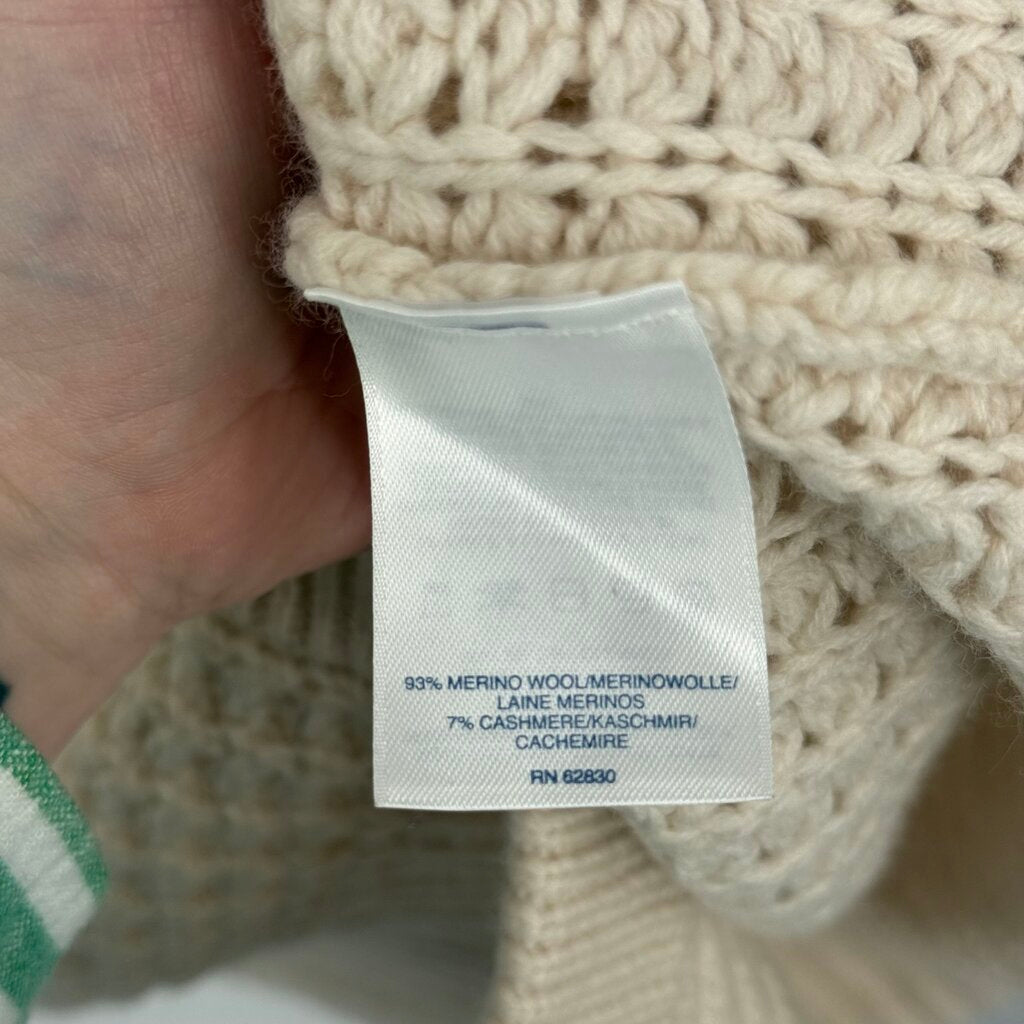 93% MERINO WOOL/MERINOWOLLE/
LAINE MERINOS
7% CASHMERE/KASCHMIR/
CACHEMIRE
RN 62830